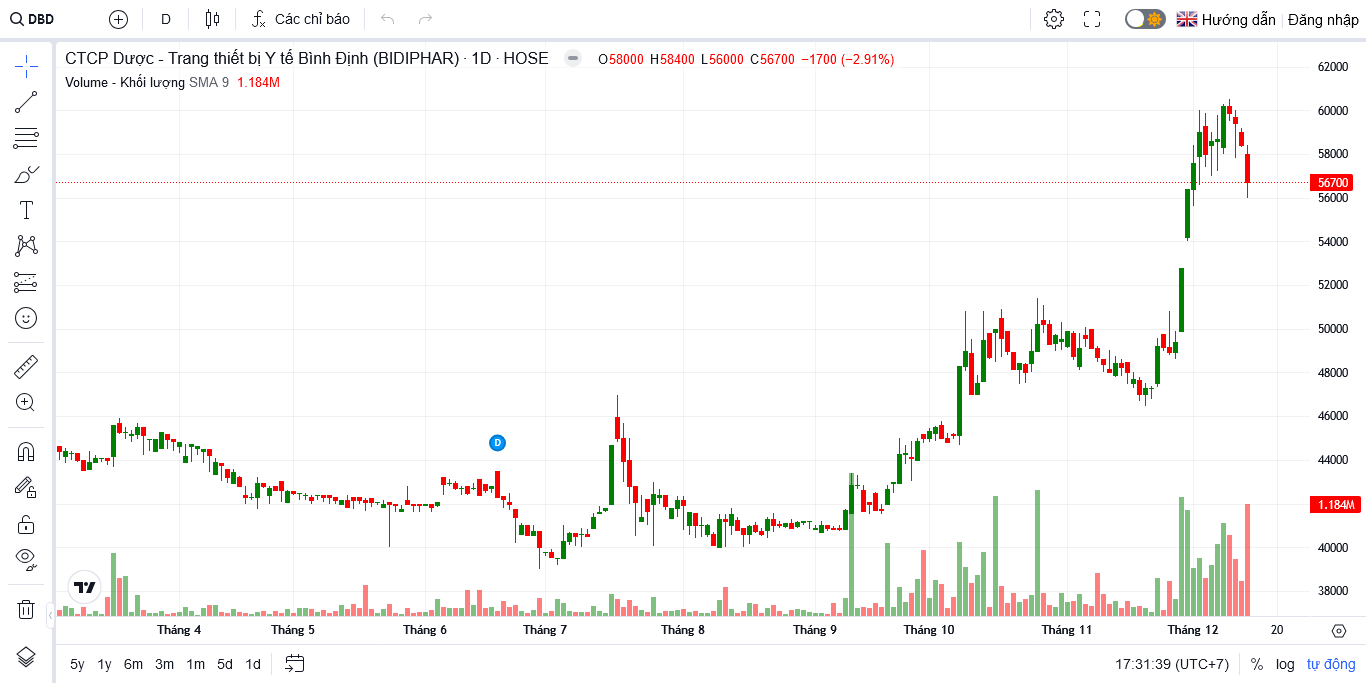 DBD D Các chỉ báo Hướng dẫn Đăng nhập
CTCP Dược - Trang thiết bị Y tế Bình Định (BIDIPHAR) · 1D · HOSE O58000 H58400 L56000 C56700 −1700 (−2.91%)
Volume - Khối lượng SMA 9 1.184M
62000
60000
58000
56700
56000
54000
52000
50000
48000
46000
D
44000
1.184M
40000
38000
Tháng 4 Tháng 5 Tháng 6 Tháng 7 Tháng 8 Tháng 9 Tháng 10 Tháng 11 Tháng 12 20
5y 1y 6m 3m 1m 5d 1d 17:31:39 (UTC+7) % log tự động